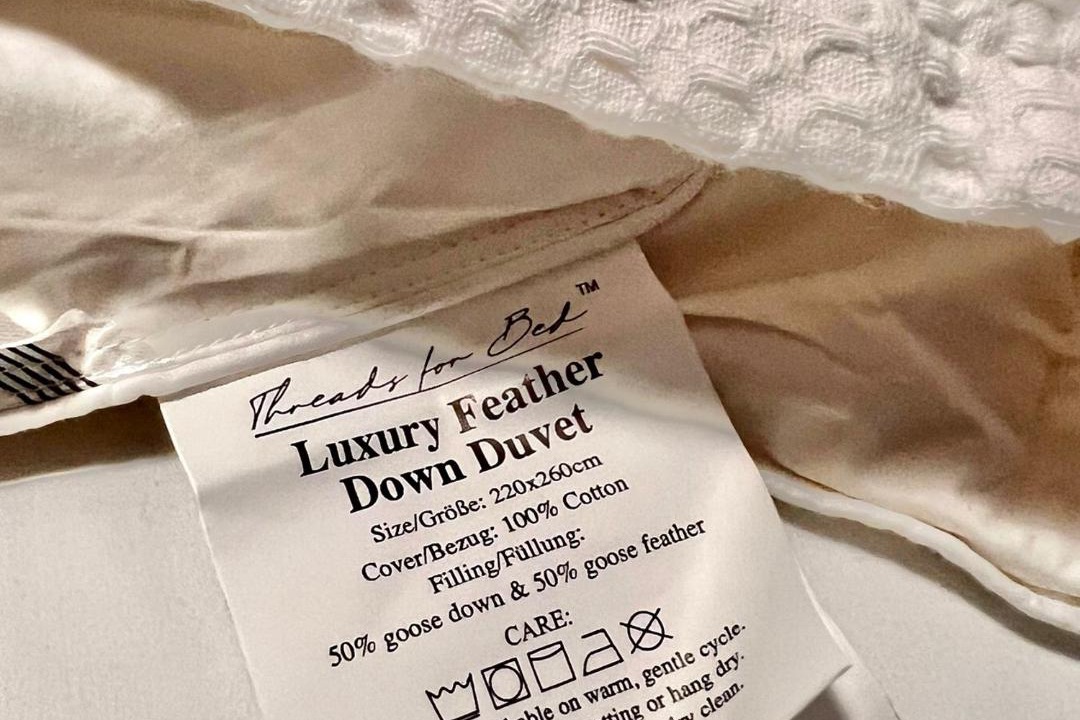 Threads for Bed™
Luxury Feather
Down Duvet
Size/Größe: 220x260cm
Cover/Bezug: 100% Cotton
Filling/Füllung:
50% goose down & 50% goose feather
CARE:
on warm, gentle cycle.
or hang dry.
clean.